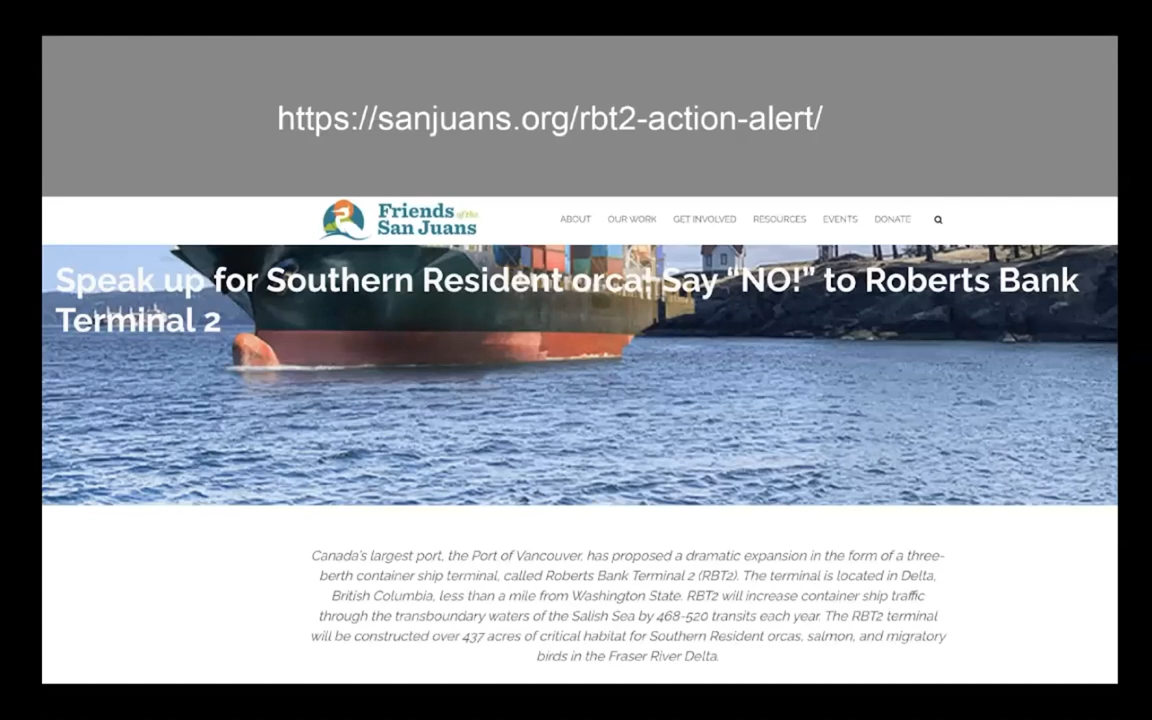 https://sanjuans.org/rbt2-action-alert/
Friends of the
San Juans
ABOUT OUR WORK GET INVOLVED RESOURCES EVENTS DONATE
Speak up for Southern Resident orca! Say “NO!” to Roberts Bank
Terminal 2
Canada's largest port, the Port of Vancouver, has proposed a dramatic expansion in the form of a three-
berth container ship terminal, called Roberts Bank Terminal 2 (RBT2). The terminal is located in Delta,
British Columbia, less than a mile from Washington State. RBT2 will increase container ship traffic
through the transboundary waters of the Salish Sea by 468-520 transits each year. The RBT2 terminal
will be constructed over 437 acres of critical habitat for Southern Resident orcas, salmon, and migratory
birds in the Fraser River Delta.